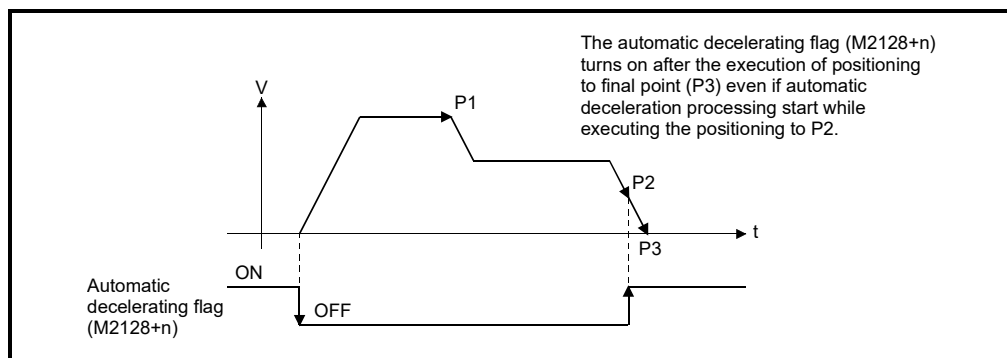 The automatic decelerating flag (M2128+n)
turns on after the execution of positioning
to final point (P3) even if automatic
deceleration processing start while
executing the positioning to P2.
V
P1
P2
t
P3
ON
Automatic
decelerating flag
(M2128+n)
OFF